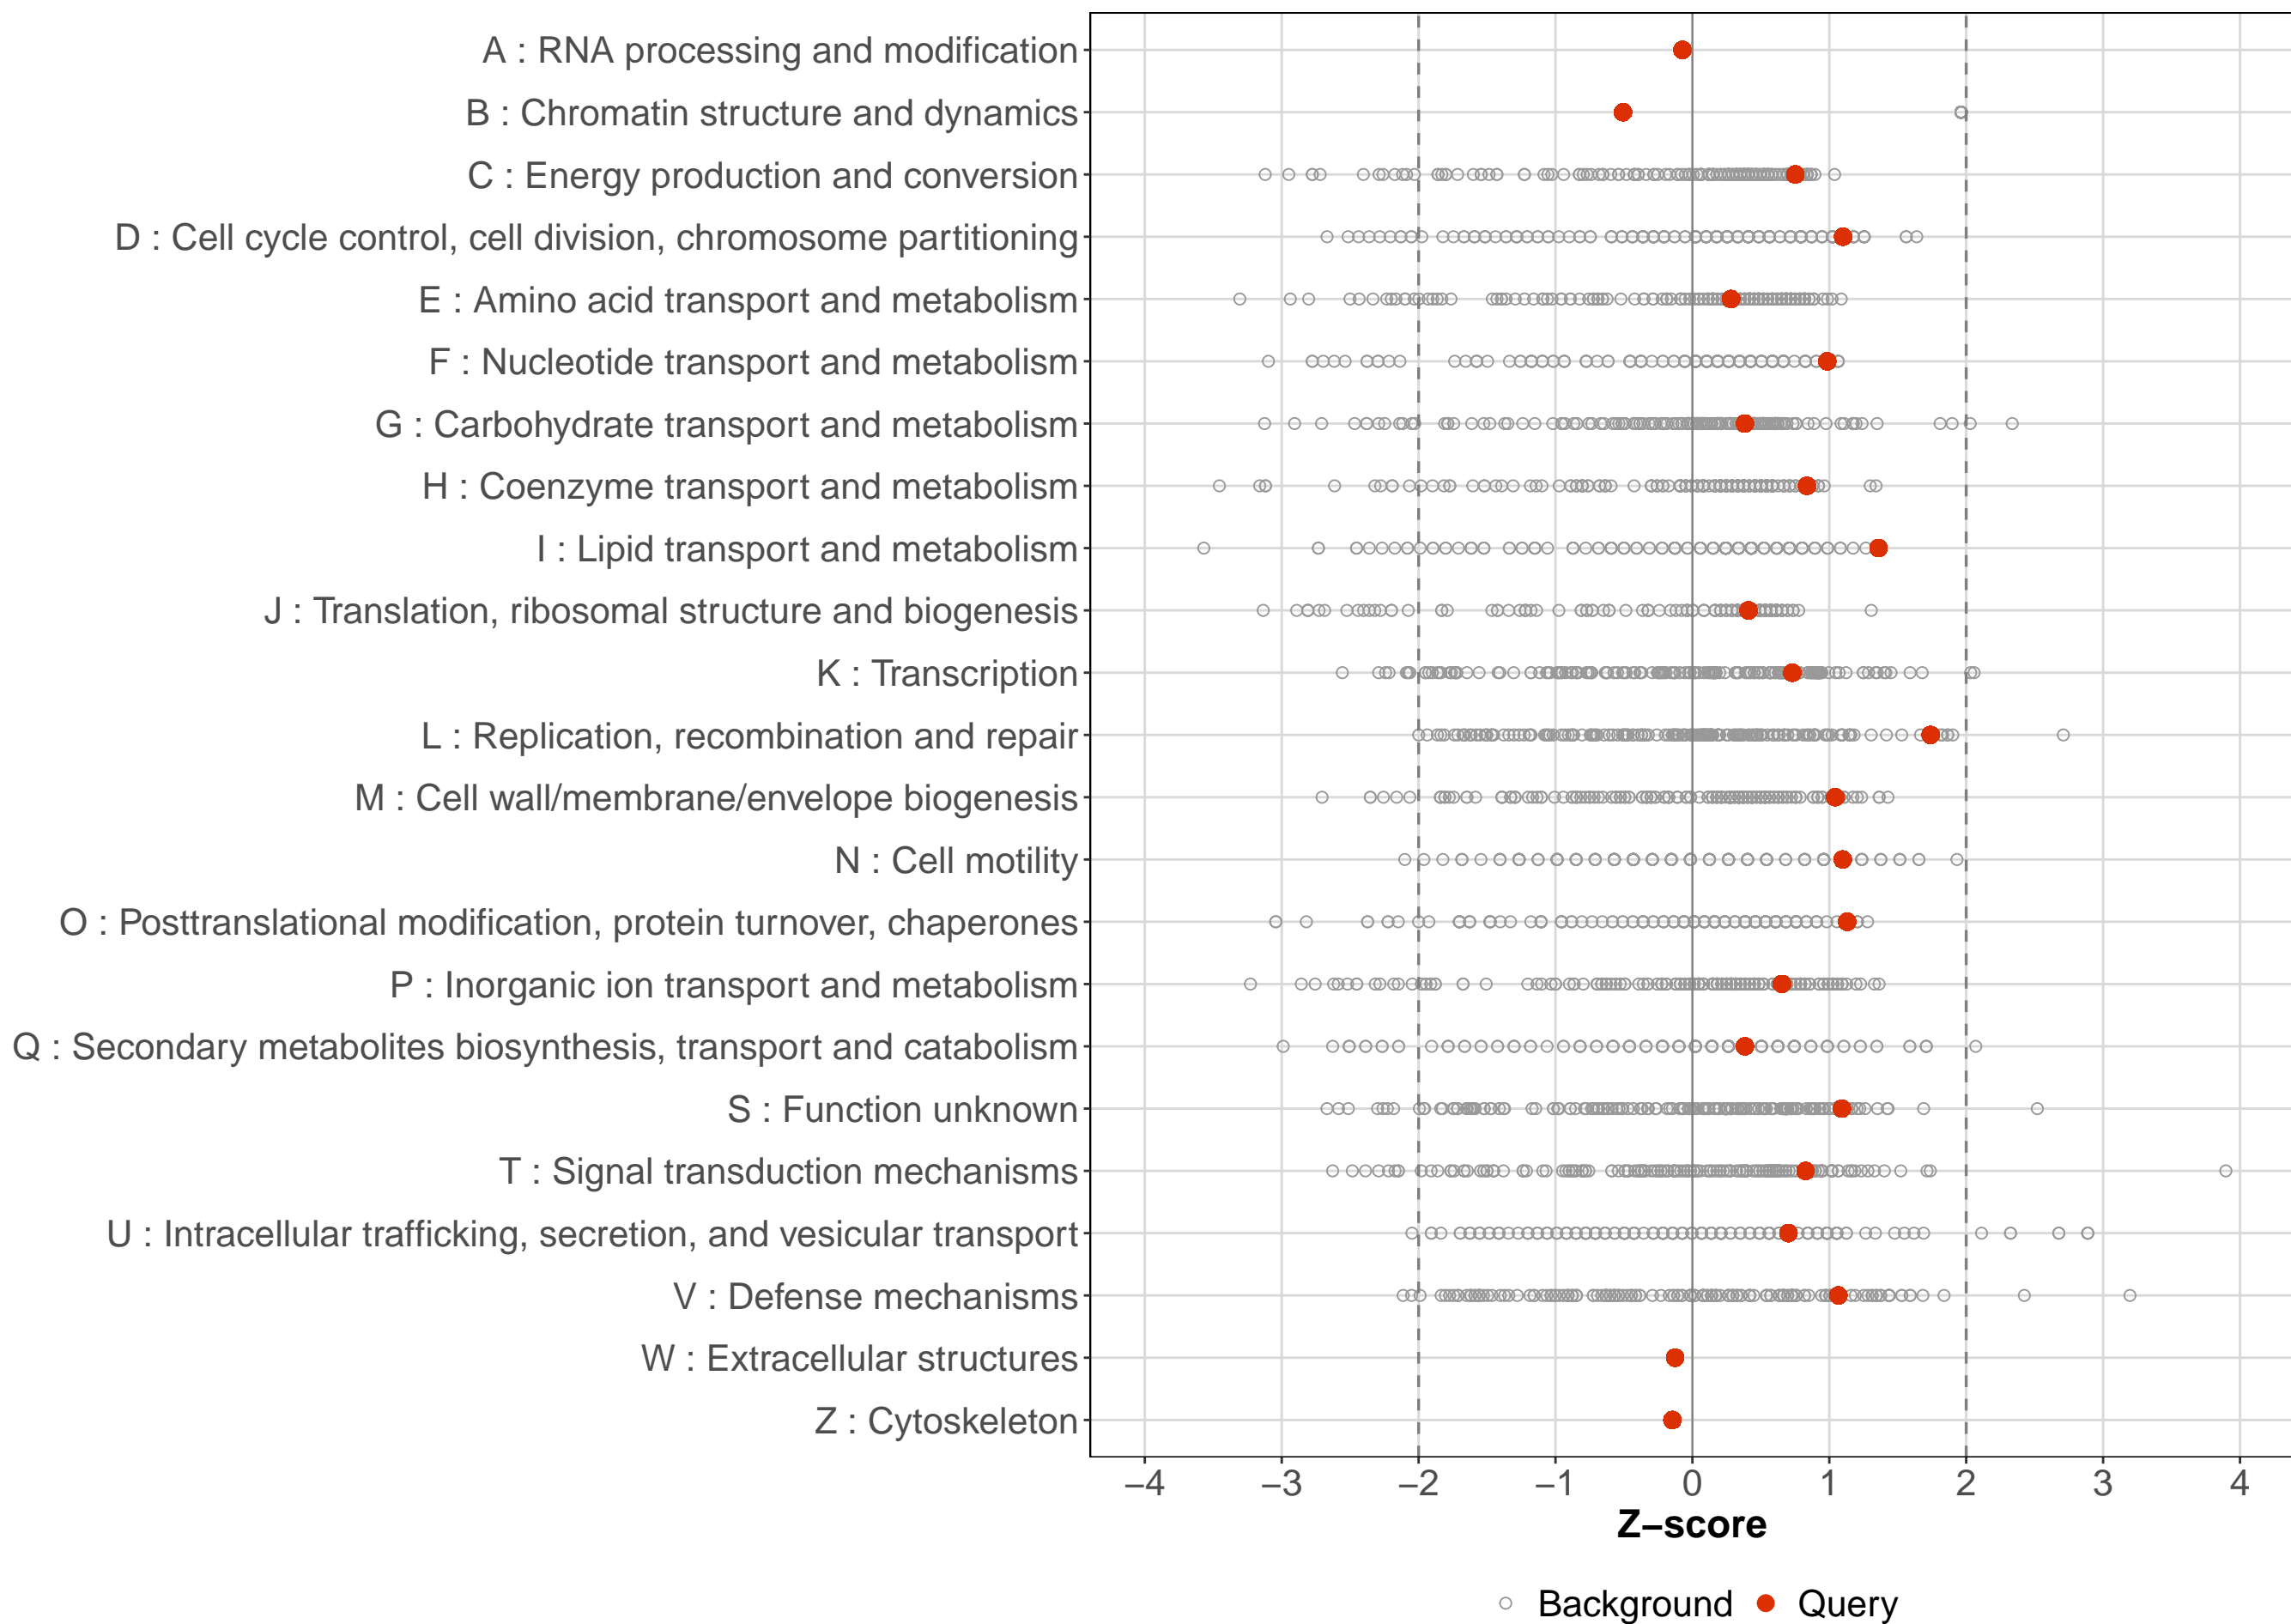 A : RNA processing and modification
B : Chromatin structure and dynamics
C : Energy production and conversion
D : Cell cycle control, cell division, chromosome partitioning
E : Amino acid transport and metabolism
F : Nucleotide transport and metabolism
G : Carbohydrate transport and metabolism
H : Coenzyme transport and metabolism
I : Lipid transport and metabolism
J : Translation, ribosomal structure and biogenesis
K : Transcription
L : Replication, recombination and repair
M : Cell wall/membrane/envelope biogenesis
N : Cell motility
O : Posttranslational modification, protein turnover, chaperones
P : Inorganic ion transport and metabolism
Q : Secondary metabolites biosynthesis, transport and catabolism
S : Function unknown
T : Signal transduction mechanisms
U : Intracellular trafficking, secretion, and vesicular transport
V : Defense mechanisms
W : Extracellular structures
Z : Cytoskeleton
−4 −3 −2 −1 0 1 2 3 4
Z−score
Background Query